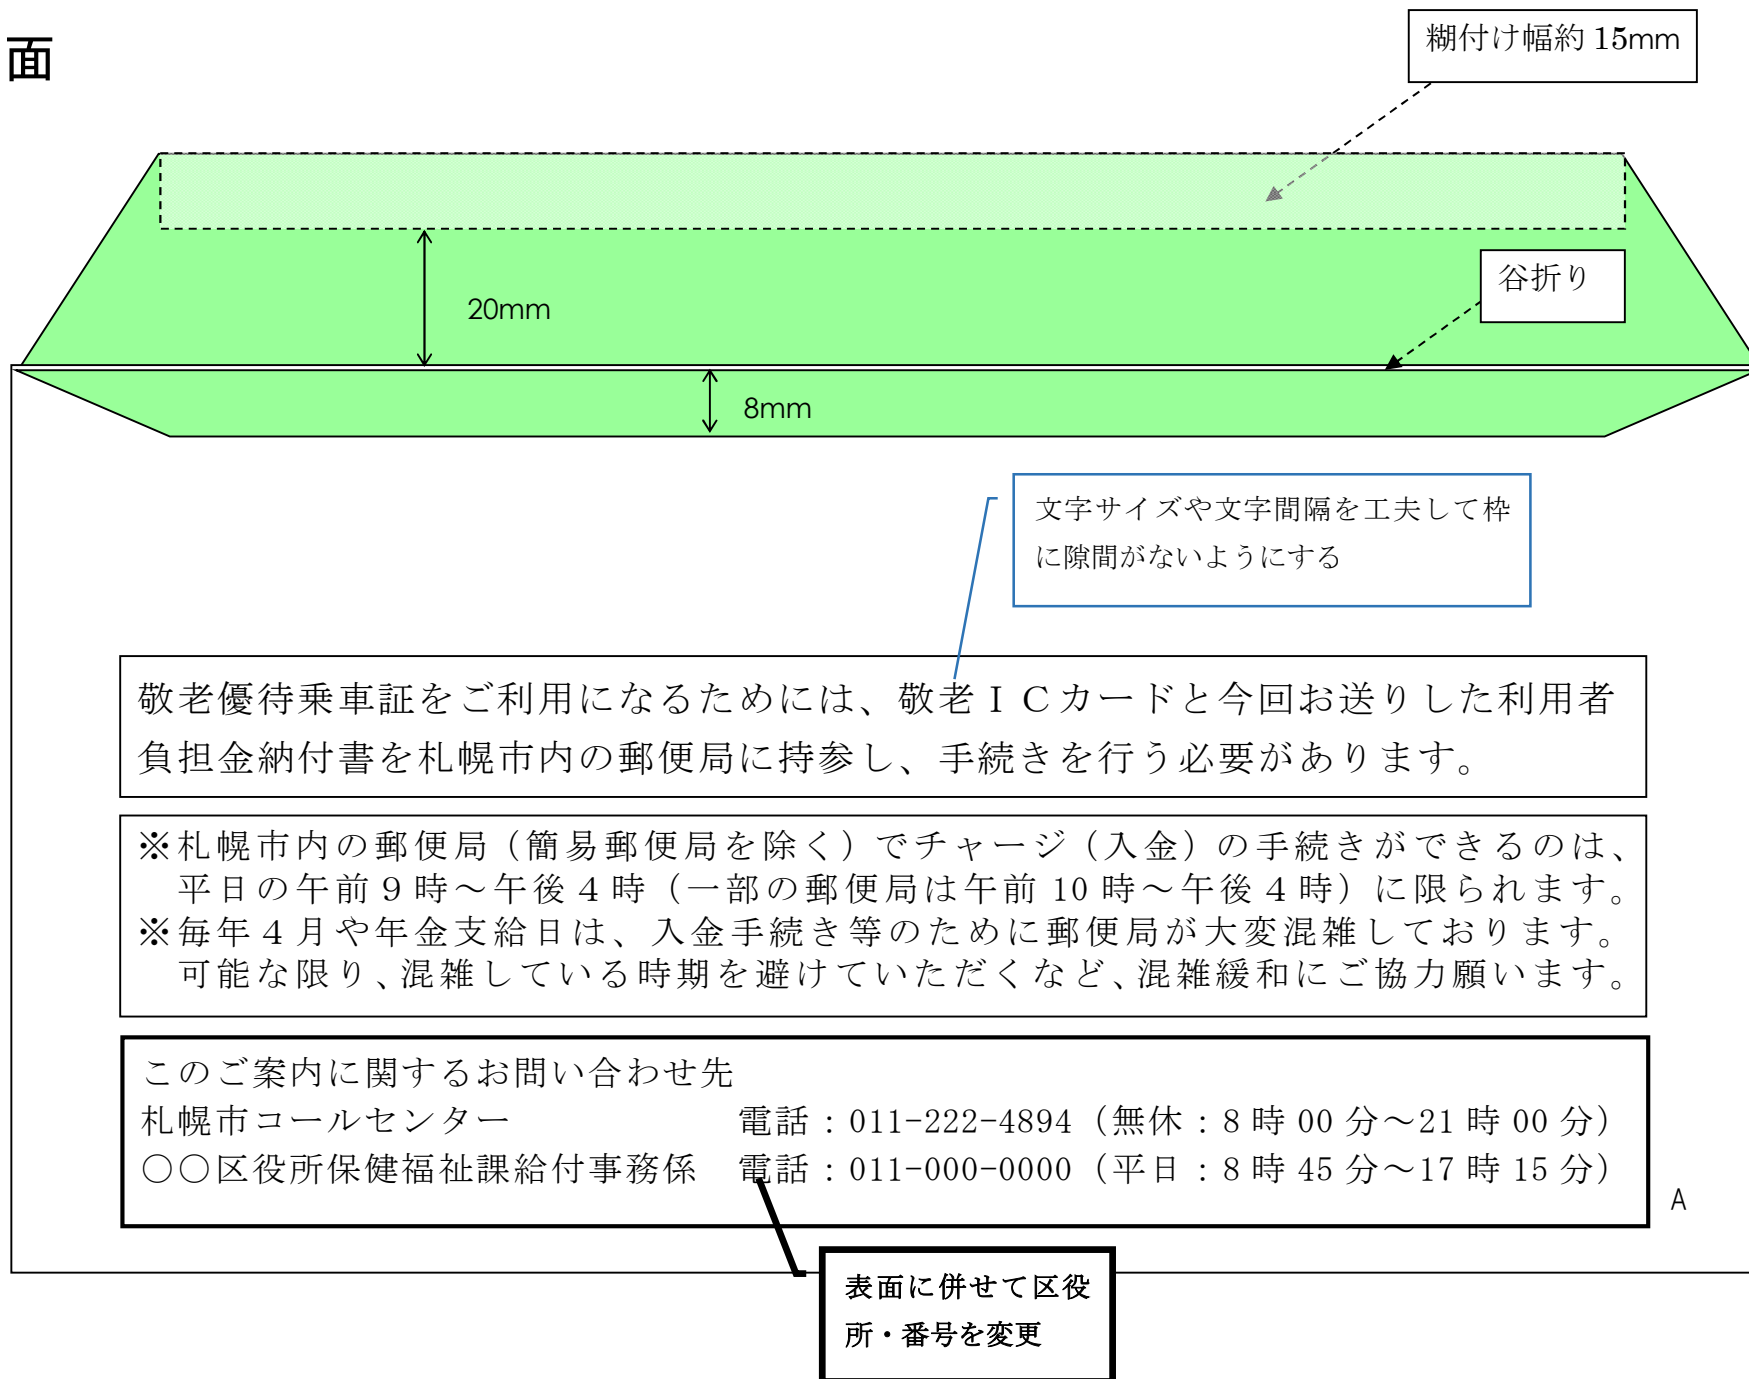 面
糊付け幅約 15mm
20mm
谷折り
8mm
文字サイズや文字間隔を工夫して枠
に隙間がないようにする
敬老優待乗車証をご利用になるためには、敬老ＩＣカードと今回お送りした利用者
負担金納付書を札幌市内の郵便局に持参し、手続きを行う必要があります。
※札幌市内の郵便局（簡易郵便局を除く）でチャージ（入金）の手続きができるのは、
平日の午前９時～午後４時（一部の郵便局は午前 10 時～午後４時）に限られます。
※毎年４月や年金支給日は、入金手続き等のために郵便局が大変混雑しております。
可能な限り、混雑している時期を避けていただくなど、混雑緩和にご協力願います。
このご案内に関するお問い合わせ先
札幌市コールセンター　電話：011-222-4894（無休：8 時 00 分～21 時 00 分）
○○区役所保健福祉課給付事務係　電話：011-000-0000（平日：8 時 45 分～17 時 15 分）
A
表面に併せて区役
所・番号を変更